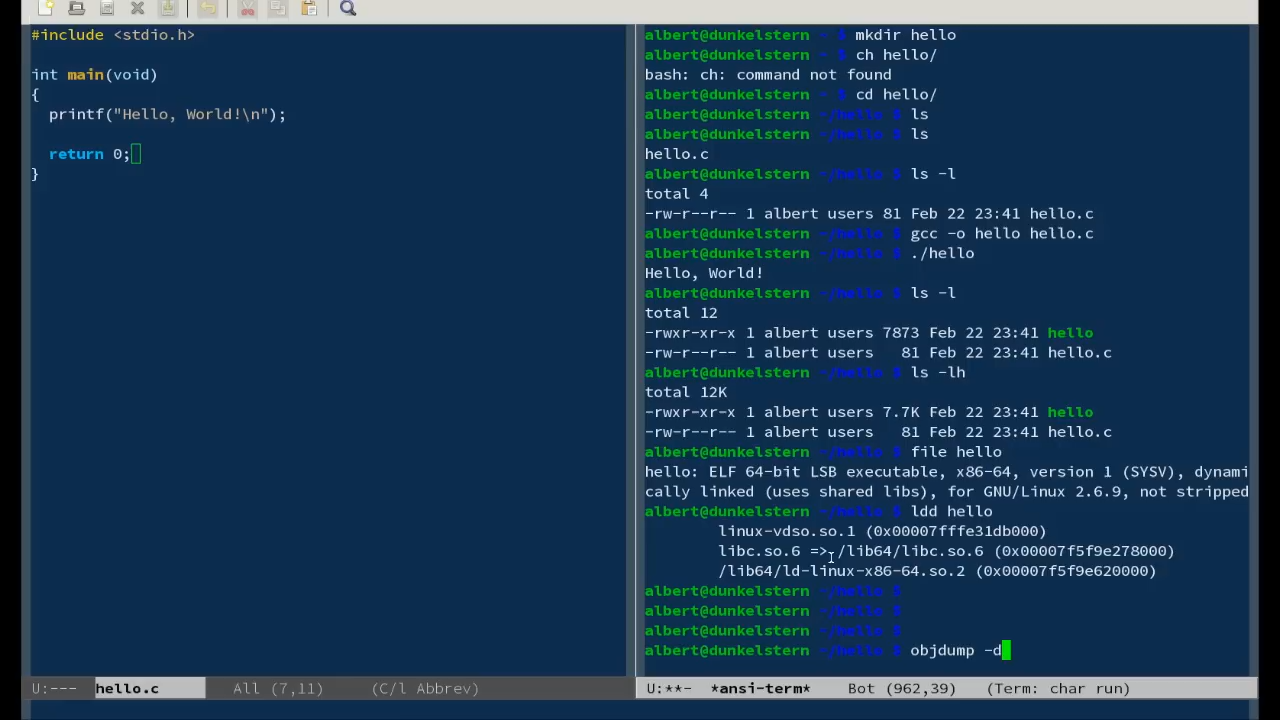 #include <stdio.h>
int main(void)
{
  printf("Hello, World!\n");
  return 0;
}
U:---  hello.c        All (7,11)      (C/l Abbrev)
albert@dunkelstern ~ $ mkdir hello
albert@dunkelstern ~ $ ch hello/
bash: ch: command not found
albert@dunkelstern ~ $ cd hello/
albert@dunkelstern ~/hello $ ls
albert@dunkelstern ~/hello $ ls
hello.c
albert@dunkelstern ~/hello $ ls -l
total 4
-rw-r--r-- 1 albert users 81 Feb 22 23:41 hello.c
albert@dunkelstern ~/hello $ gcc -o hello hello.c
albert@dunkelstern ~/hello $ ./hello
Hello, World!
albert@dunkelstern ~/hello $ ls -l
total 12
-rwxr-xr-x 1 albert users 7873 Feb 22 23:41 hello
-rw-r--r-- 1 albert users   81 Feb 22 23:41 hello.c
albert@dunkelstern ~/hello $ ls -lh
total 12K
-rwxr-xr-x 1 albert users 7.7K Feb 22 23:41 hello
-rw-r--r-- 1 albert users   81 Feb 22 23:41 hello.c
albert@dunkelstern ~/hello $ file hello
hello: ELF 64-bit LSB executable, x86-64, version 1 (SYSV), dynami
cally linked (uses shared libs), for GNU/Linux 2.6.9, not stripped
albert@dunkelstern ~/hello $ ldd hello
        linux-vdso.so.1 (0x00007fffe31db000)
        libc.so.6 => /lib64/libc.so.6 (0x00007f5f9e278000)
        /lib64/ld-linux-x86-64.so.2 (0x00007f5f9e620000)
albert@dunkelstern ~/hello $
albert@dunkelstern ~/hello $
albert@dunkelstern ~/hello $
albert@dunkelstern ~/hello $ objdump -d
U:**-  *ansi-term*    Bot (962,39)    (Term: char run)